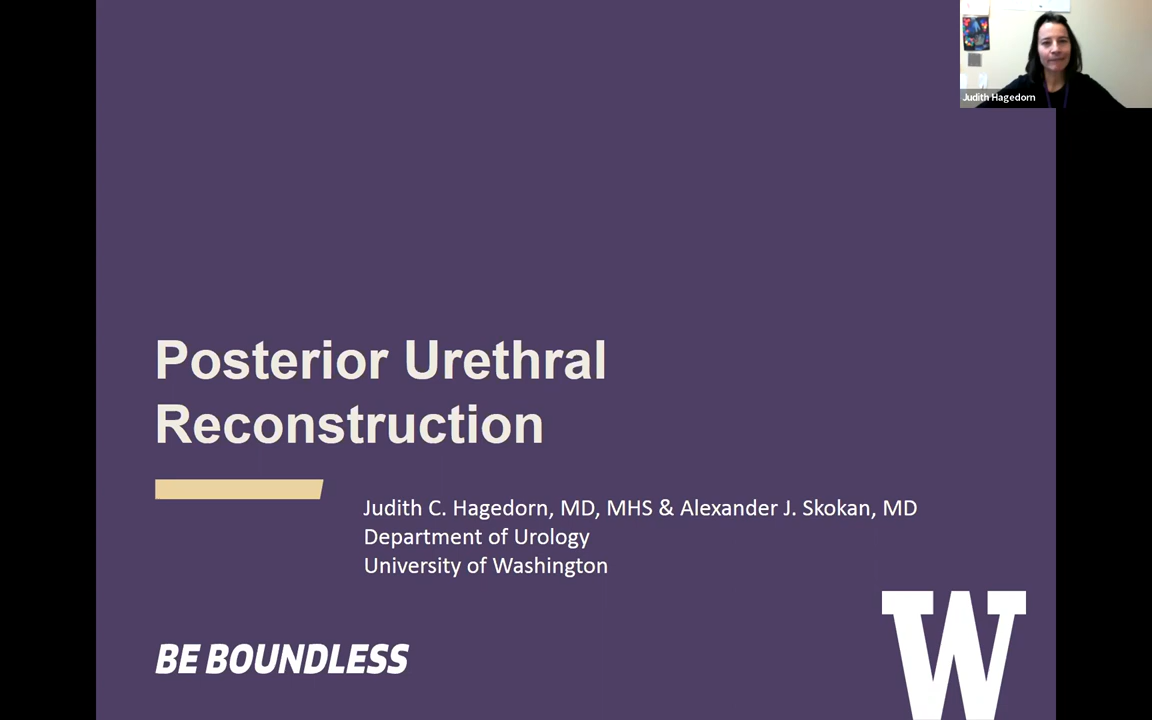 Judith Hagedorn
Posterior Urethral
Reconstruction
Judith C. Hagedorn, MD, MHS & Alexander J. Skokan, MD
Department of Urology
University of Washington
BE BOUNDLESS
W